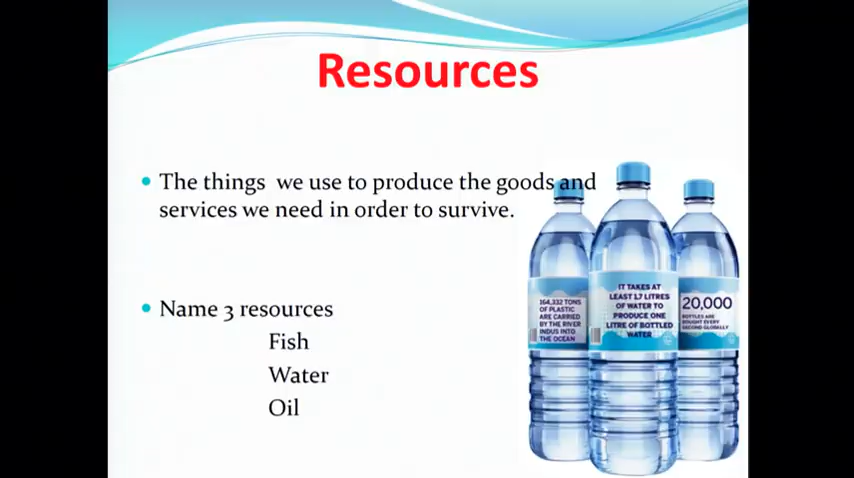 Resources
The things we use to produce the goods and
services we need in order to survive.
Name 3 resources
Fish
Water
Oil
164,332 TONS
OF PLASTIC
ARE CARRIED
BY THE RIVER
INDUS INTO
THE OCEAN
IT TAKES AT
LEAST 1.7 LITRES
OF WATER TO
PRODUCE ONE
LITRE OF BOTTLED
WATER
20,000
BOTTLES ARE
BOUGHT EVERY
SECOND GLOBALLY